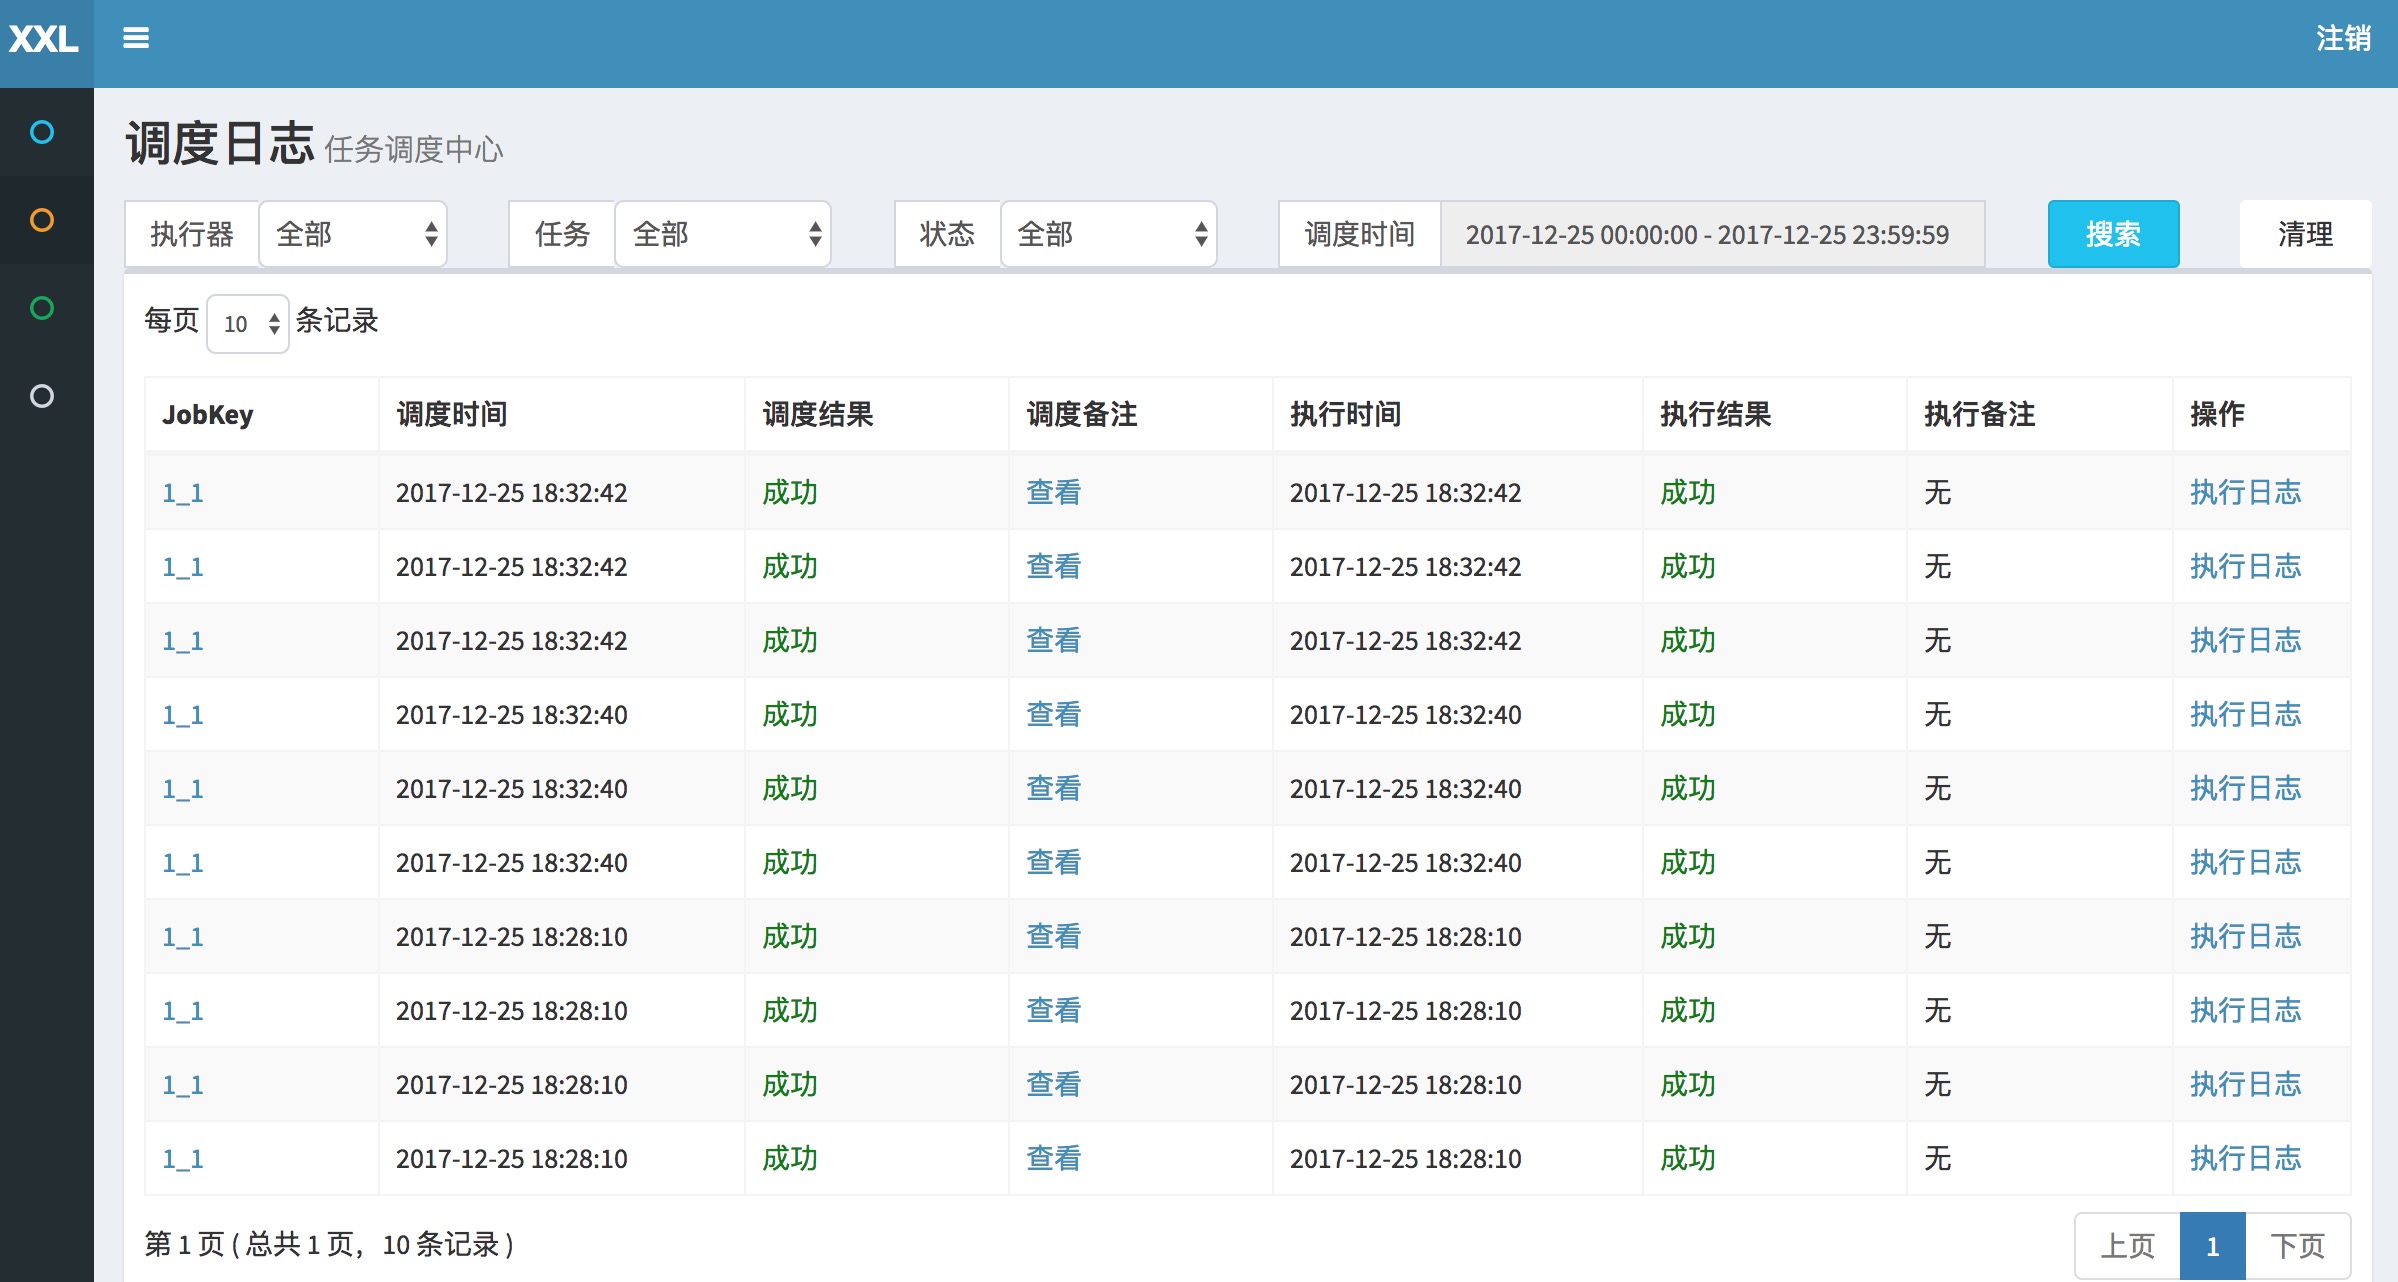 XXL 注销
调度日志 任务调度中心
执行器 全部 任务 全部 状态 全部 调度时间 2017-12-25 00:00:00 - 2017-12-25 23:59:59 搜索 清理
每页 10 条记录
JobKey 调度时间 调度结果 调度备注 执行时间 执行结果 执行备注 操作
1_1 2017-12-25 18:32:42 成功 查看 2017-12-25 18:32:42 成功 无 执行日志
1_1 2017-12-25 18:32:42 成功 查看 2017-12-25 18:32:42 成功 无 执行日志
1_1 2017-12-25 18:32:42 成功 查看 2017-12-25 18:32:42 成功 无 执行日志
1_1 2017-12-25 18:32:40 成功 查看 2017-12-25 18:32:40 成功 无 执行日志
1_1 2017-12-25 18:32:40 成功 查看 2017-12-25 18:32:40 成功 无 执行日志
1_1 2017-12-25 18:32:40 成功 查看 2017-12-25 18:32:40 成功 无 执行日志
1_1 2017-12-25 18:28:10 成功 查看 2017-12-25 18:28:10 成功 无 执行日志
1_1 2017-12-25 18:28:10 成功 查看 2017-12-25 18:28:10 成功 无 执行日志
1_1 2017-12-25 18:28:10 成功 查看 2017-12-25 18:28:10 成功 无 执行日志
1_1 2017-12-25 18:28:10 成功 查看 2017-12-25 18:28:10 成功 无 执行日志
第 1 页 ( 总共 1 页，10 条记录 ) 上页 1 下页